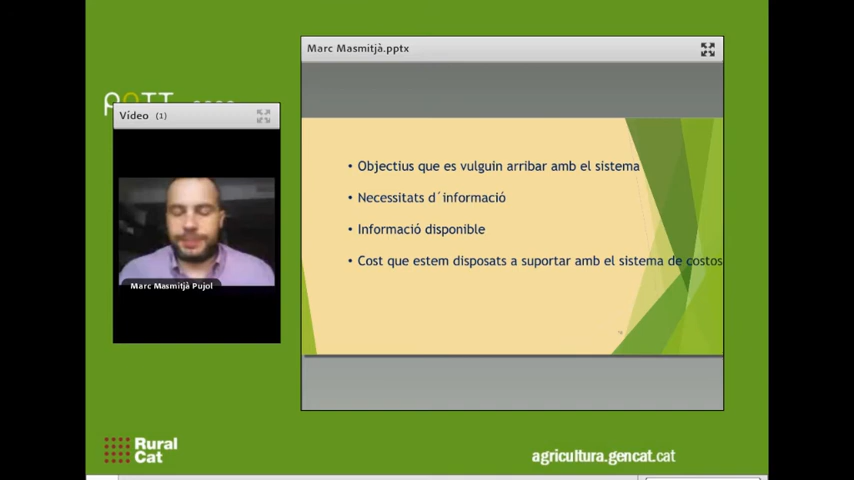 Marc Masmitjà.pptx
Vídeo (1)
• Objectius que es vulguin arribar amb el sistema
• Necessitats d´informació
• Informació disponible
• Cost que estem disposats a suportar amb el sistema de costos
Marc Masmitjà Pujol
Rural
Cat
agricultura.gencat.cat